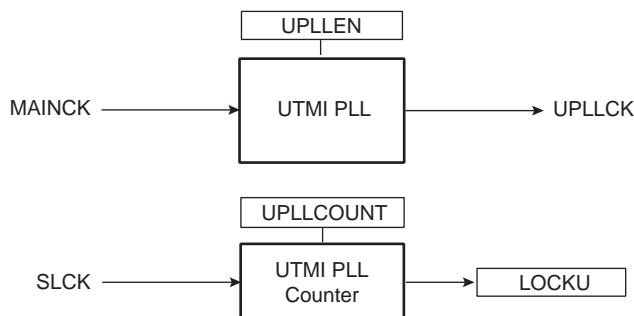 UPLLEN
MAINCK
UTMI PLL
UPLLCK
UPLLCOUNT
SLCK
UTMI PLL
Counter
LOCKU